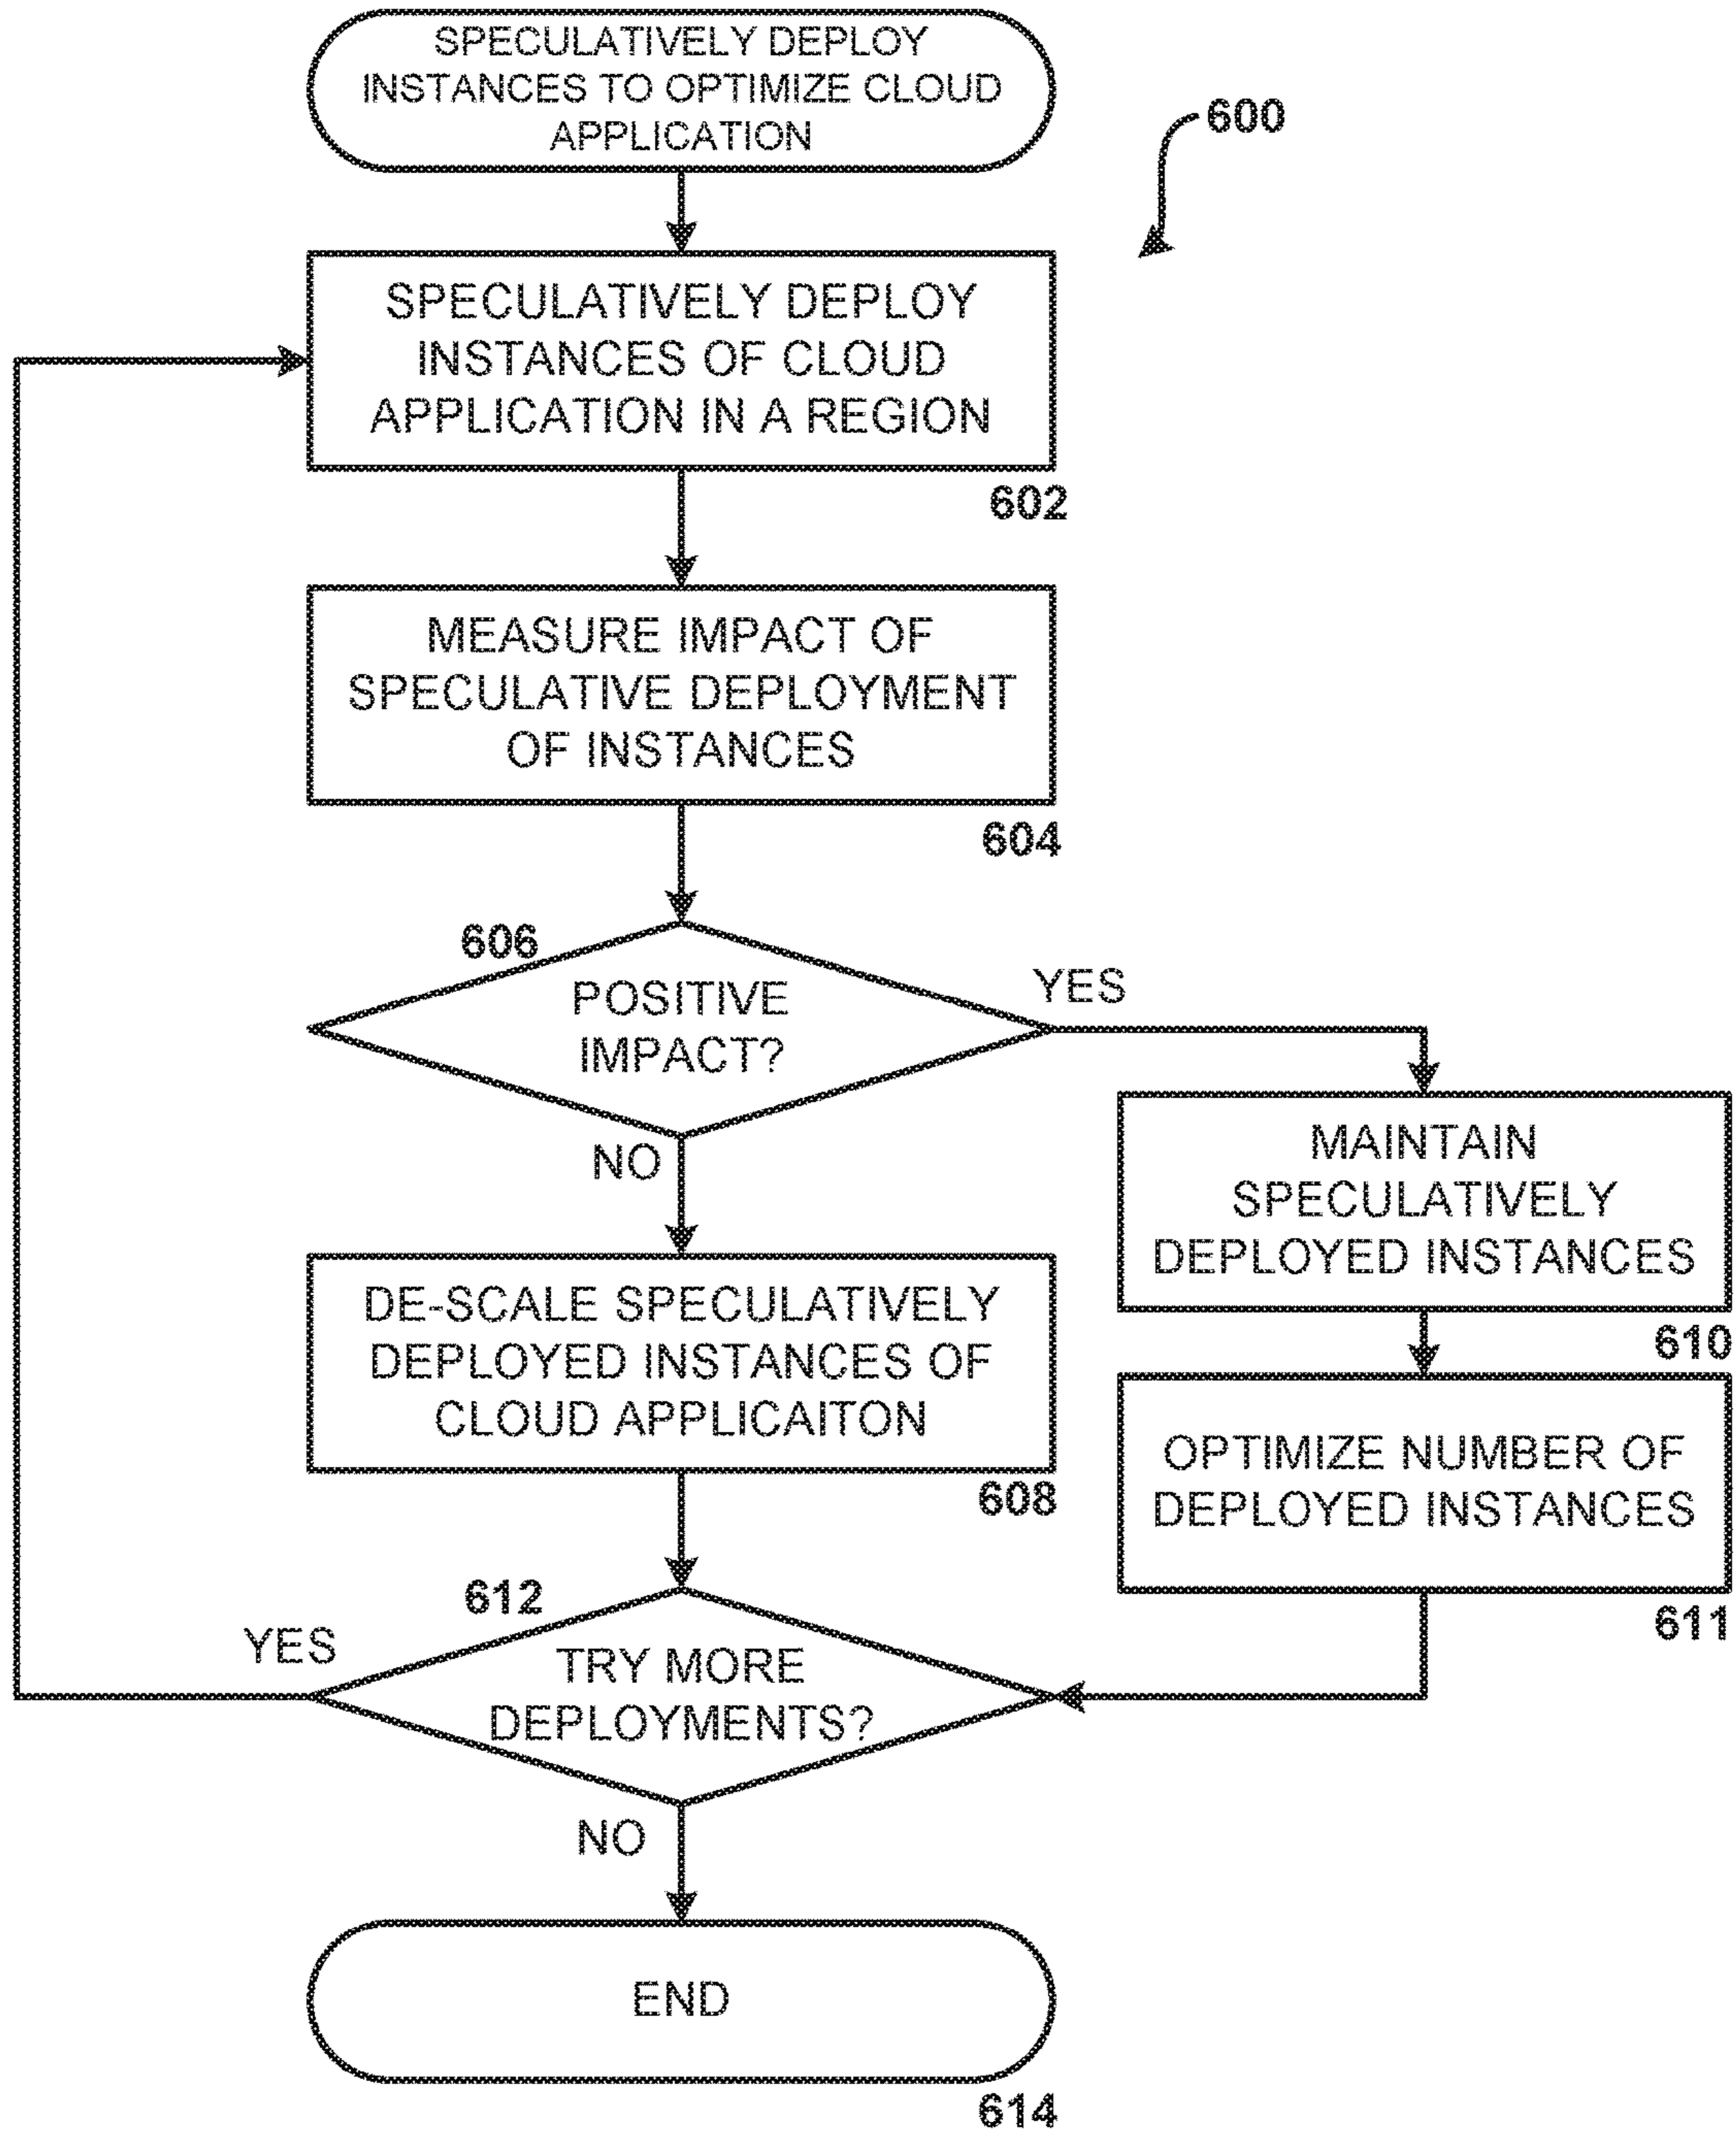 SPECULATIVELY DEPLOY
INSTANCES TO OPTIMIZE CLOUD
APPLICATION
600
SPECULATIVELY DEPLOY
INSTANCES OF CLOUD
APPLICATION IN A REGION
602
MEASURE IMPACT OF
SPECULATIVE DEPLOYMENT
OF INSTANCES
604
606
POSITIVE
IMPACT?
YES
NO
MAINTAIN
SPECULATIVELY
DEPLOYED INSTANCES
610
DE-SCALE SPECULATIVELY
DEPLOYED INSTANCES OF
CLOUD APPLICAITON
608
OPTIMIZE NUMBER OF
DEPLOYED INSTANCES
611
612
YES
TRY MORE
DEPLOYMENTS?
NO
END
614